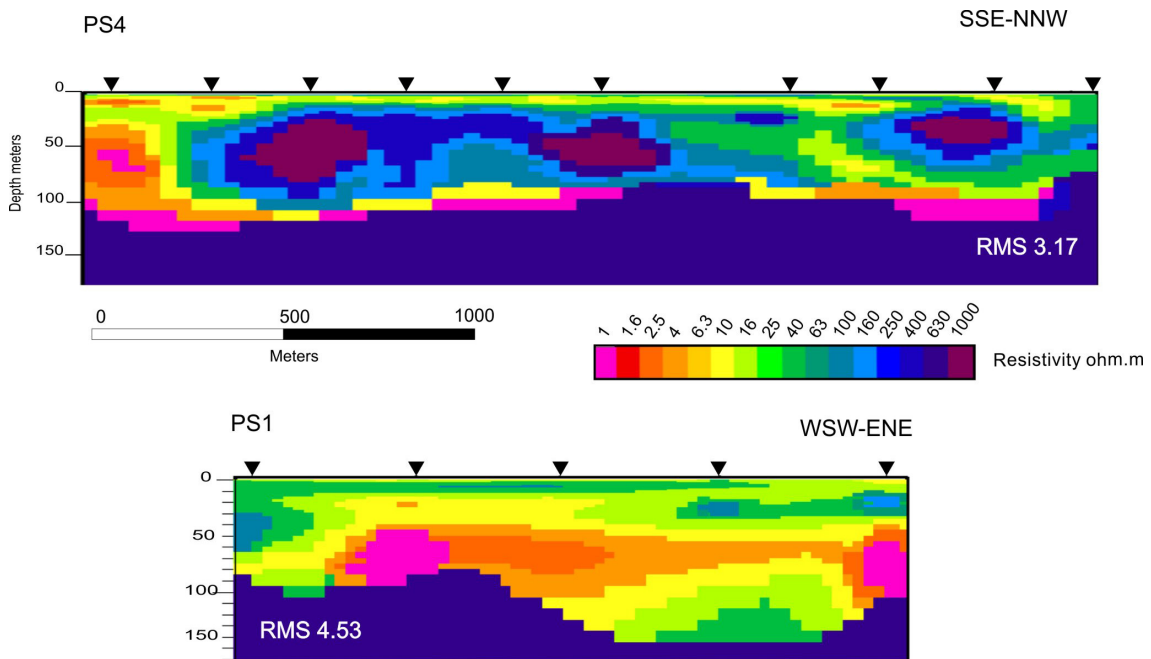 PS4
SSE-NNW
0
50
100
150
Depth meters
RMS 3.17
0 500 1000
Meters
1 1.6 2.5 4 6.3 10 16 25 40 63 100 160 250 400 630 1000
Resistivity ohm.m
PS1
WSW-ENE
0
50
100
150
RMS 4.53